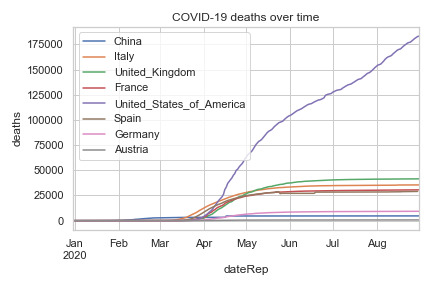 COVID-19 deaths over time
China
Italy
United_Kingdom
France
United_States_of_America
Spain
Germany
Austria
175000
150000
125000
100000
75000
50000
25000
0
deaths
Jan Feb Mar Apr May Jun Jul Aug
2020
dateRep